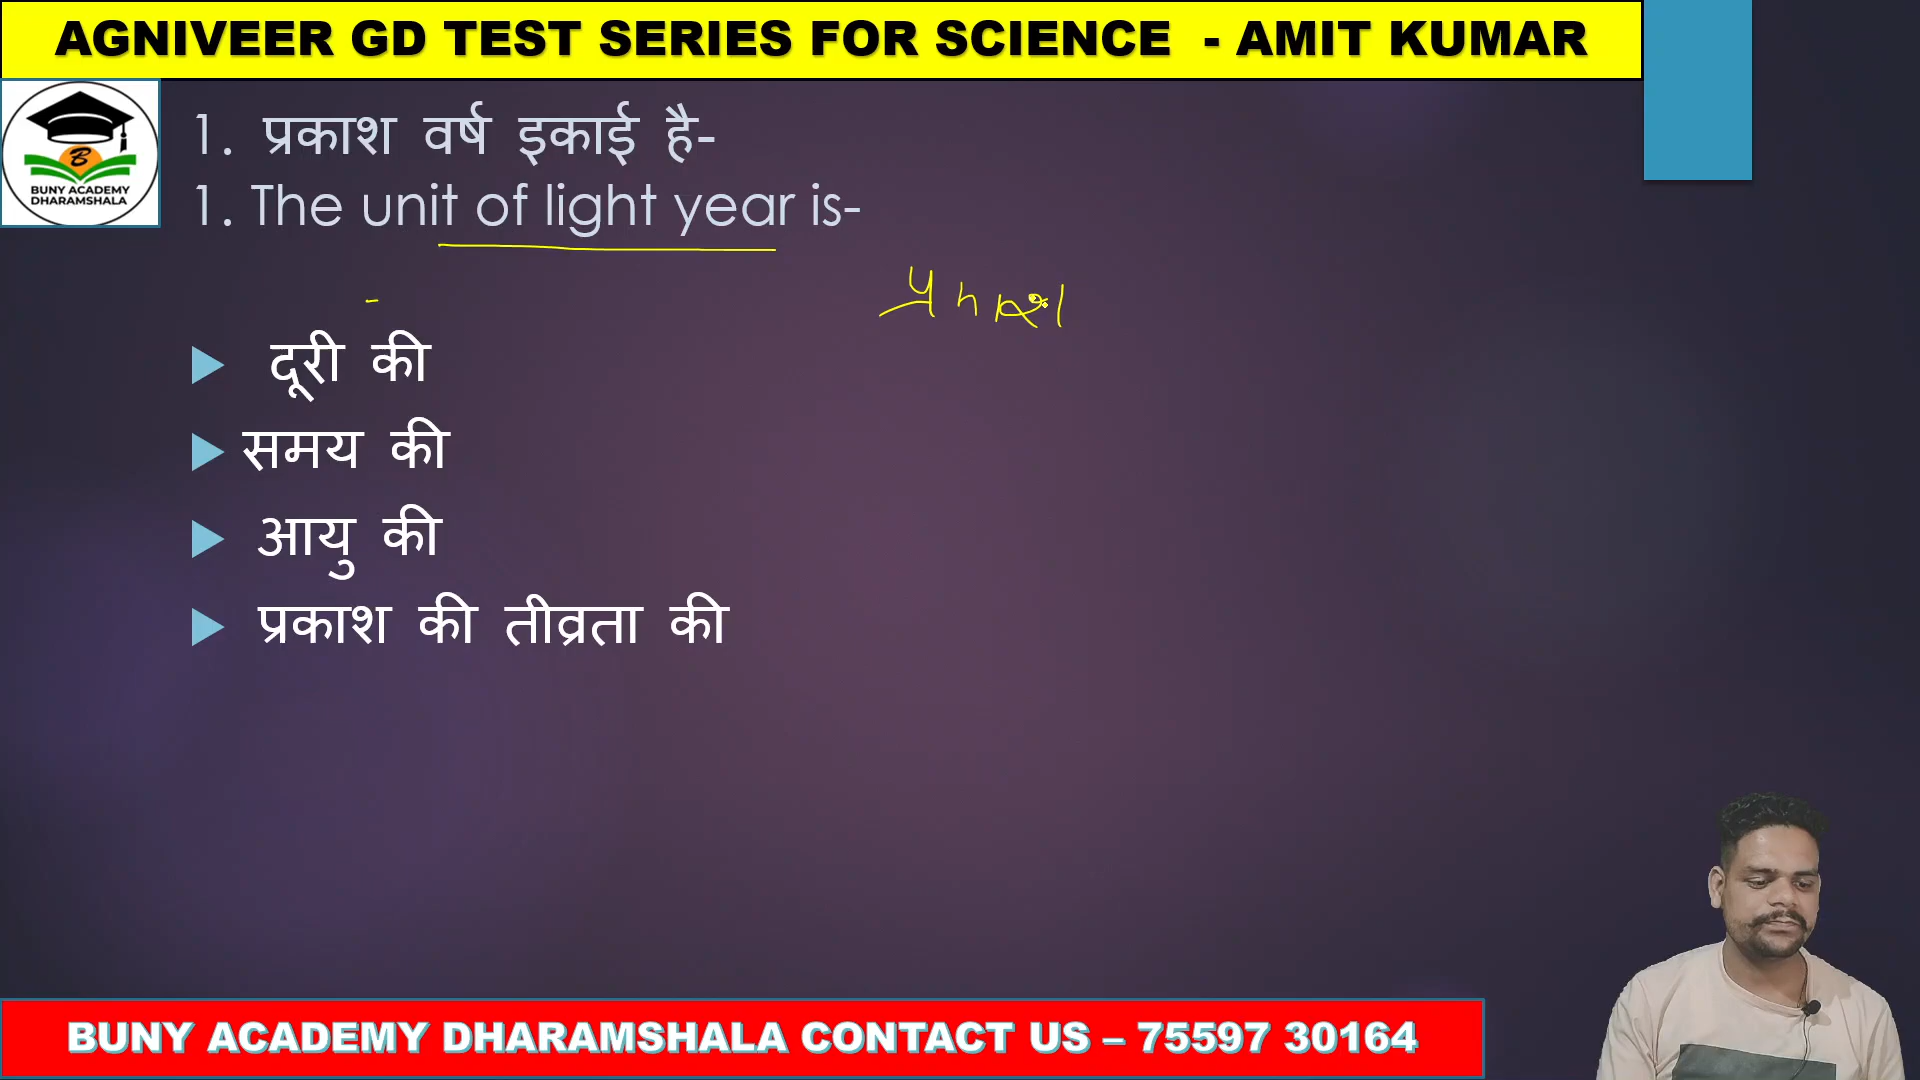 AGNIVEER GD TEST SERIES FOR SCIENCE - AMIT KUMAR
B
BUNY ACADEMY
DHARAMSHALA
1. प्रकाश वर्ष इकाई है-
1. The unit of light year is-
दूरी की
समय की
आयु की
प्रकाश की तीव्रता की
BUNY ACADEMY DHARAMSHALA CONTACT US – 75597 30164